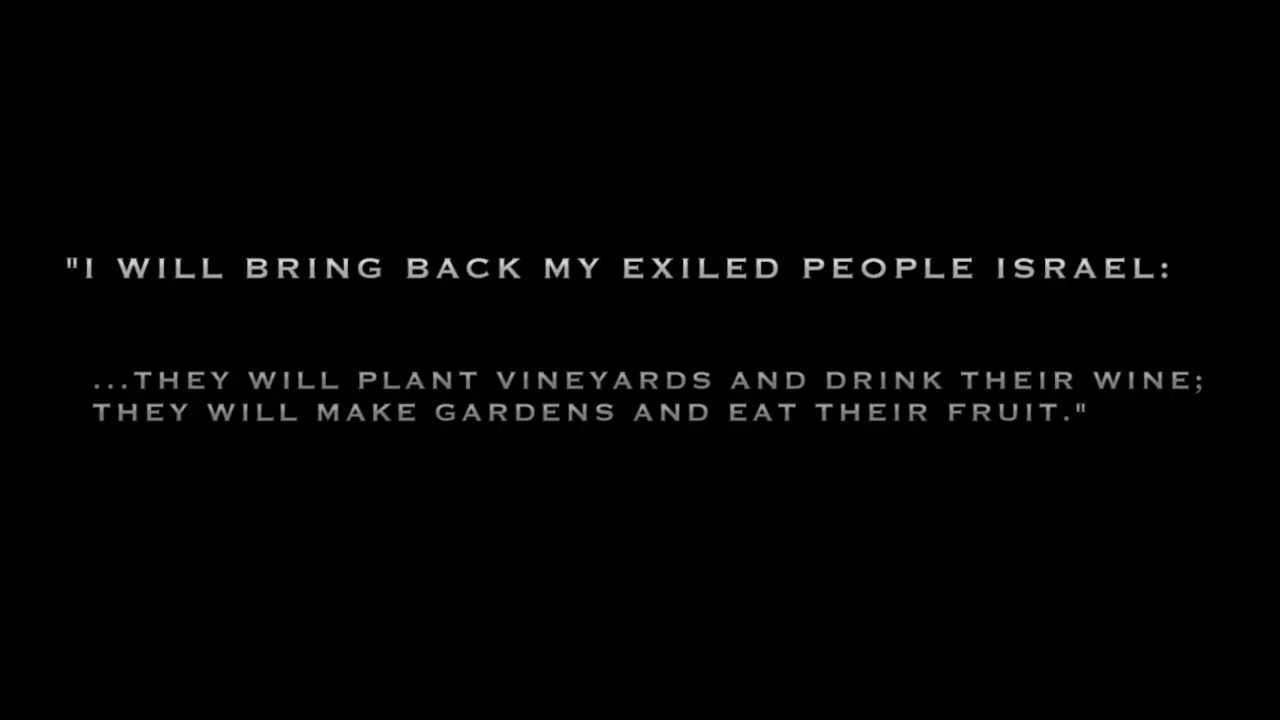 "I WILL BRING BACK MY EXILED PEOPLE ISRAEL:
...THEY WILL PLANT VINEYARDS AND DRINK THEIR WINE;
THEY WILL MAKE GARDENS AND EAT THEIR FRUIT."